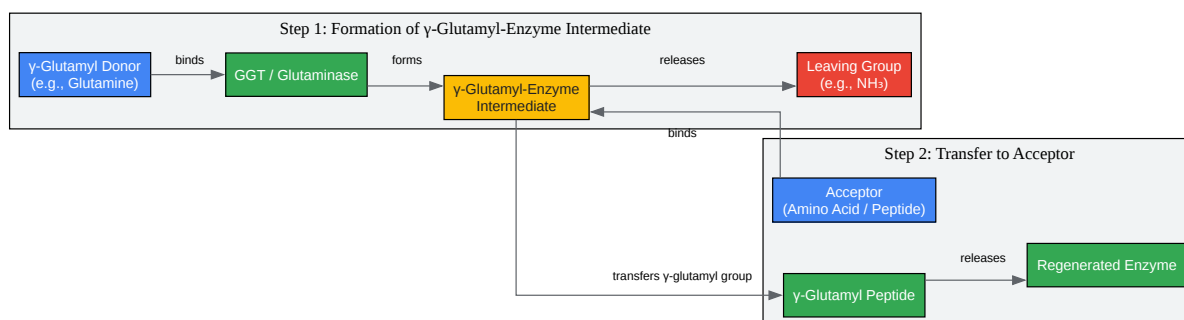 Step 1: Formation of γ-Glutamyl-Enzyme Intermediate
γ-Glutamyl Donor
(e.g., Glutamine)
binds
GGT / Glutaminase
forms
γ-Glutamyl-Enzyme
Intermediate
releases
Leaving Group
(e.g., NH₃)
binds
Step 2: Transfer to Acceptor
Acceptor
(Amino Acid / Peptide)
transfers γ-glutamyl group
γ-Glutamyl Peptide
releases
Regenerated Enzyme